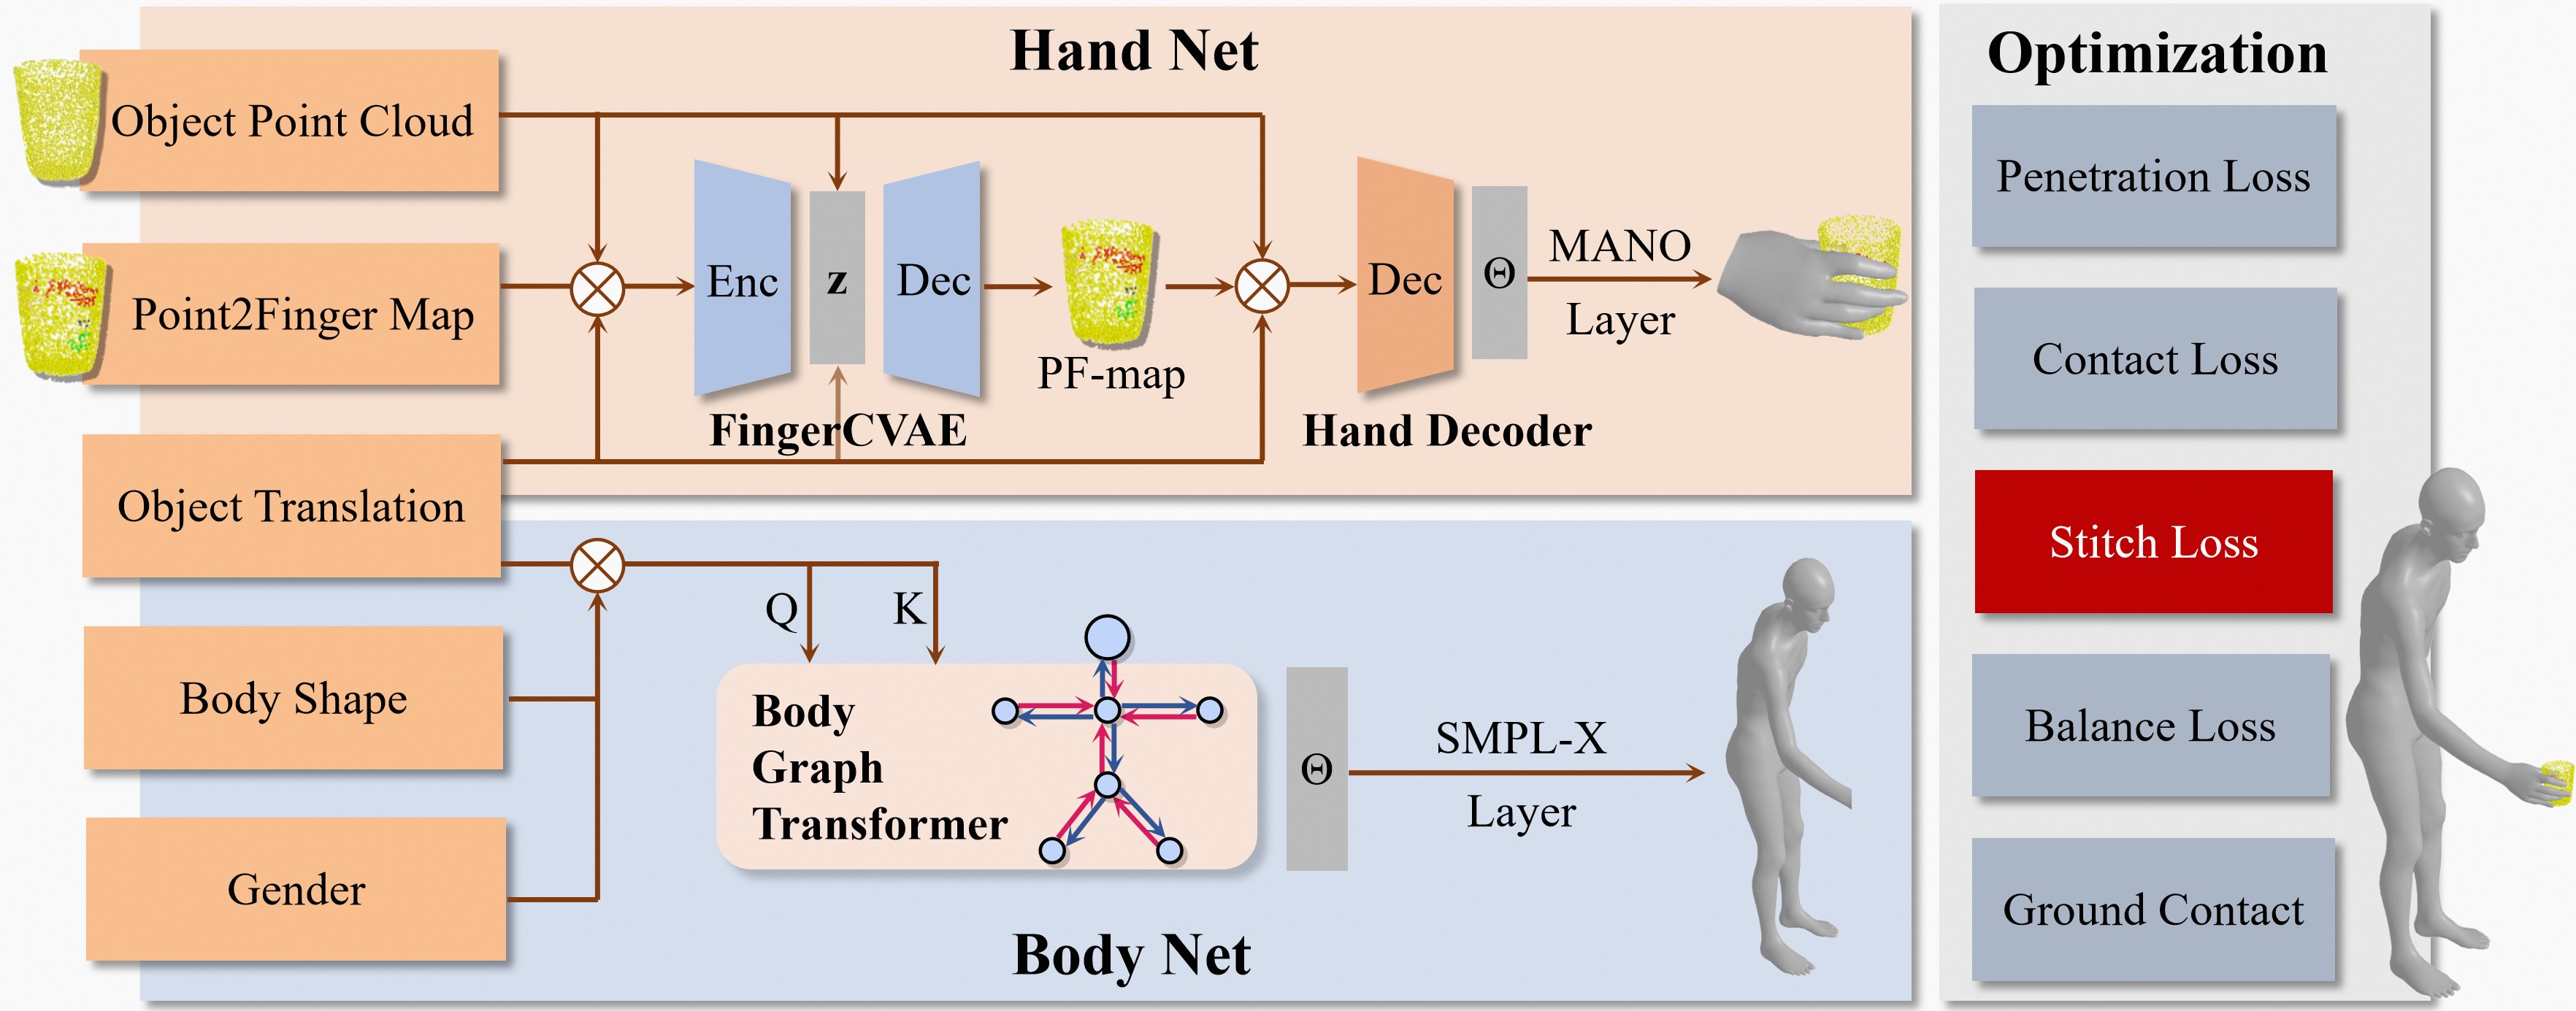 Hand Net
Object Point Cloud
Point2Finger Map
Object Translation
Body Shape
Gender
Enc
z
Dec
FingerCVAE
PF-map
Dec
Θ
Hand Decoder
MANO
Layer
Q
K
Body
Graph
Transformer
Θ
SMPL-X
Layer
Body Net
Optimization
Penetration Loss
Contact Loss
Stitch Loss
Balance Loss
Ground Contact